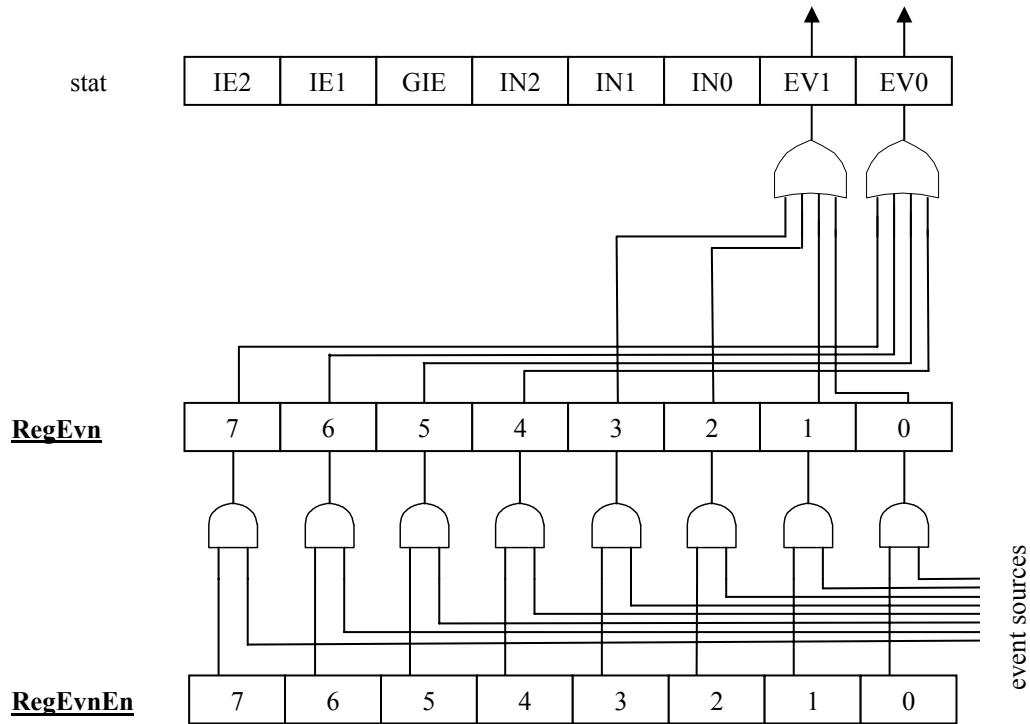 stat IE2 IE1 GIE IN2 IN1 IN0 EV1 EV0
RegEvn 7 6 5 4 3 2 1 0
event sources
RegEvnEn 7 6 5 4 3 2 1 0